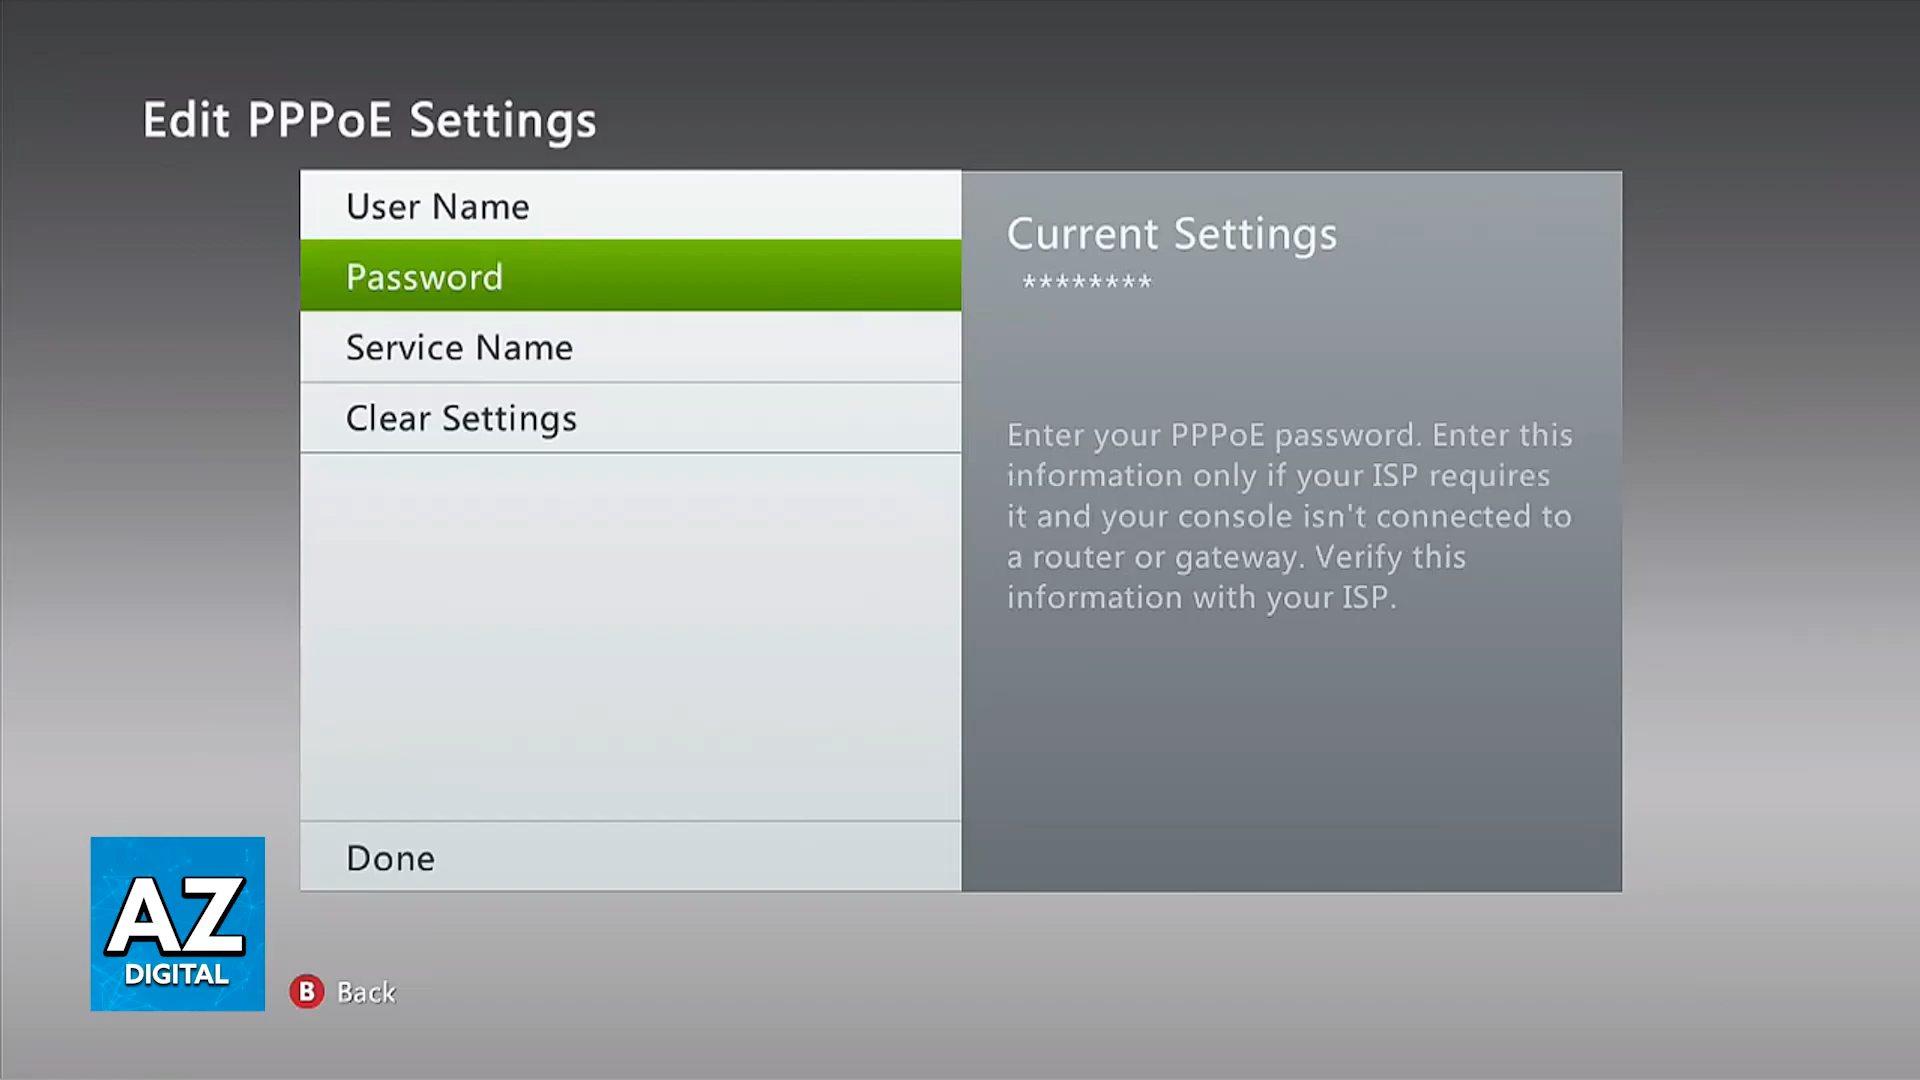 Edit PPPoE Settings
User Name
Password
Service Name
Clear Settings
Done
Current Settings
********
Enter your PPPoE password. Enter this
information only if your ISP requires
it and your console isn't connected to
a router or gateway. Verify this
information with your ISP.
AZ
DIGITAL
B Back